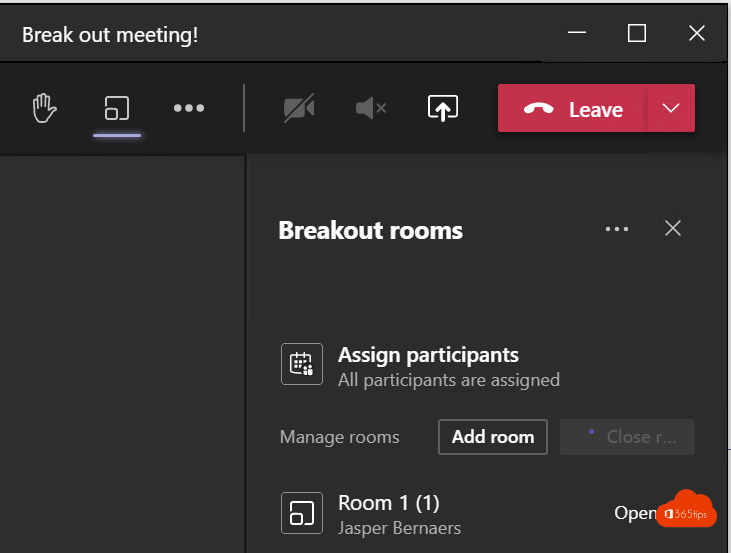 Break out meeting!
Leave
Breakout rooms
Assign participants
All participants are assigned
Manage rooms
Add room
Close r...
Room 1 (1)
Open
Jasper Bernaers
365tips